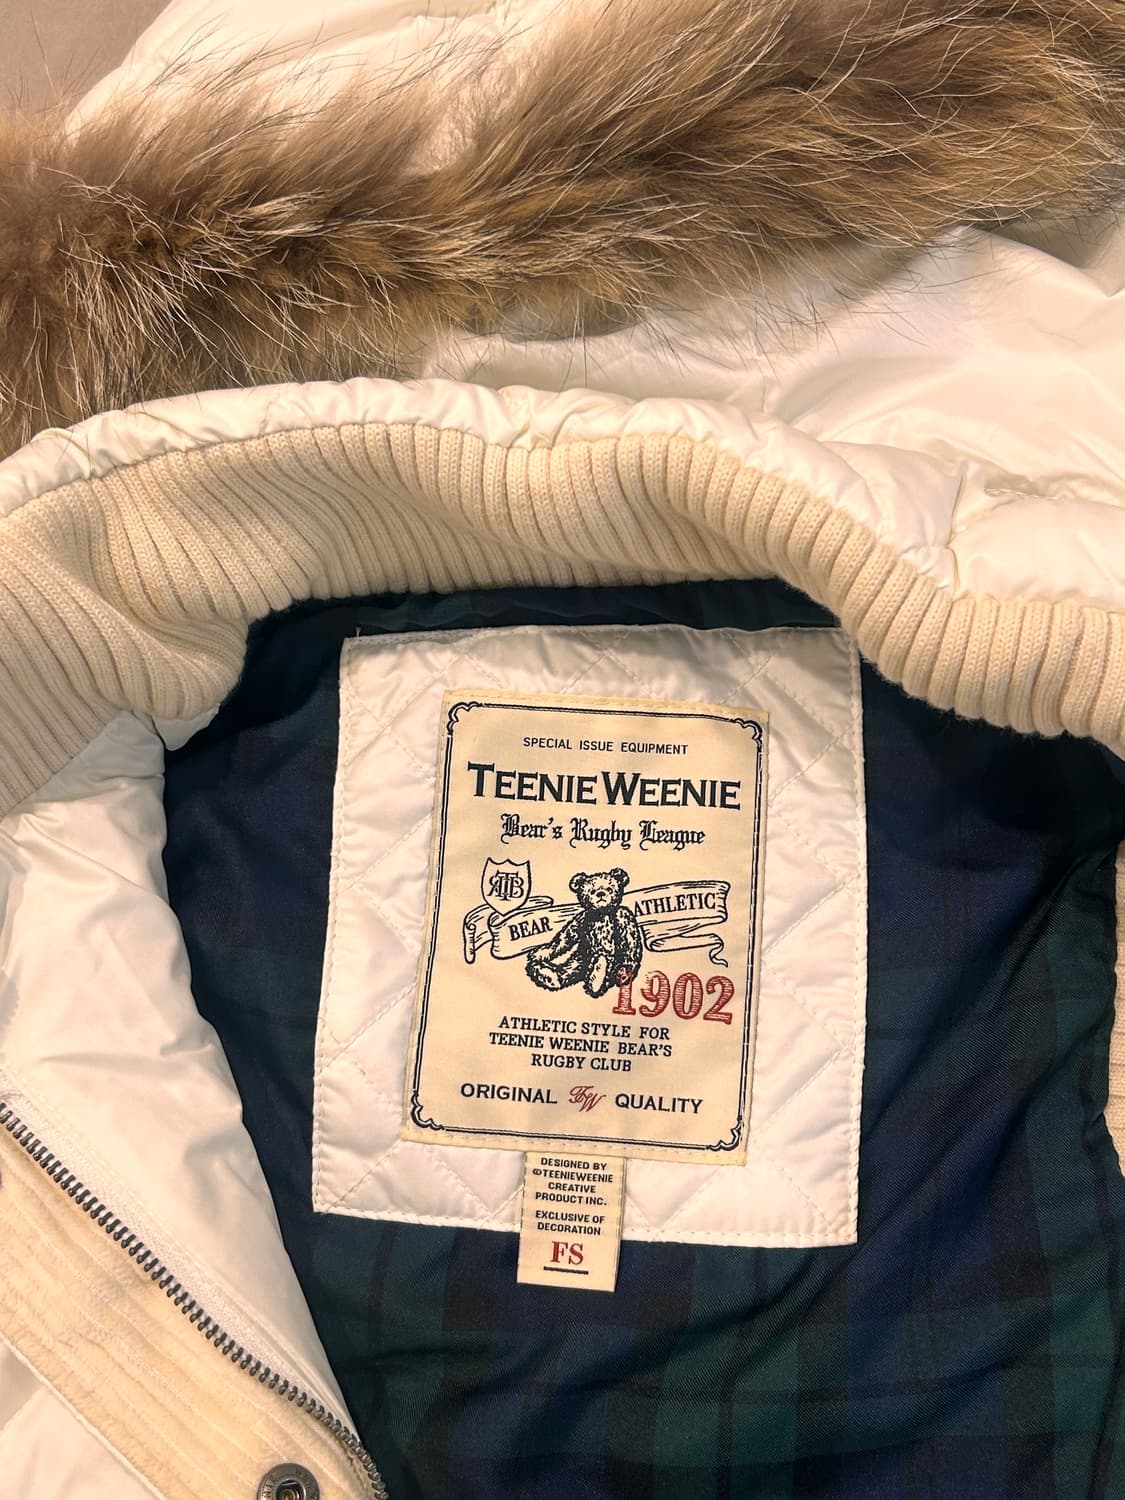 SPECIAL ISSUE EQUIPMENT
TEENIE WEENIE
Bear's Rugby League
BEAR ATHLETIC
1902
ATHLETIC STYLE FOR
TEENIE WEENIE BEAR'S
RUGBY CLUB
ORIGINAL TW QUALITY
DESIGNED BY
©TEENIEWEENIE
CREATIVE
PRODUCT INC.
EXCLUSIVE OF
DECORATION
FS